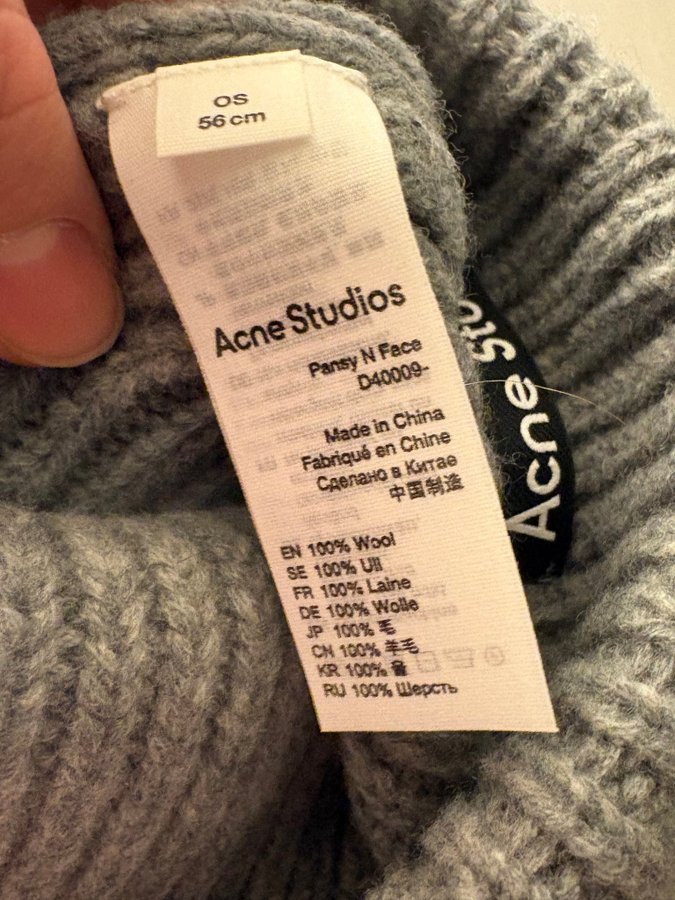 OS
56 cm
Acne Studios
Pansy N Face
D40009-
Made in China
Fabriqué en Chine
Сделано в Китае
中国制造
EN 100% Wool
SE 100% Ull
FR 100% Laine
DE 100% Wolle
JP 100% 毛
CN 100% 羊毛
KR 100% 울
RU 100% Шерсть
Acne Stu